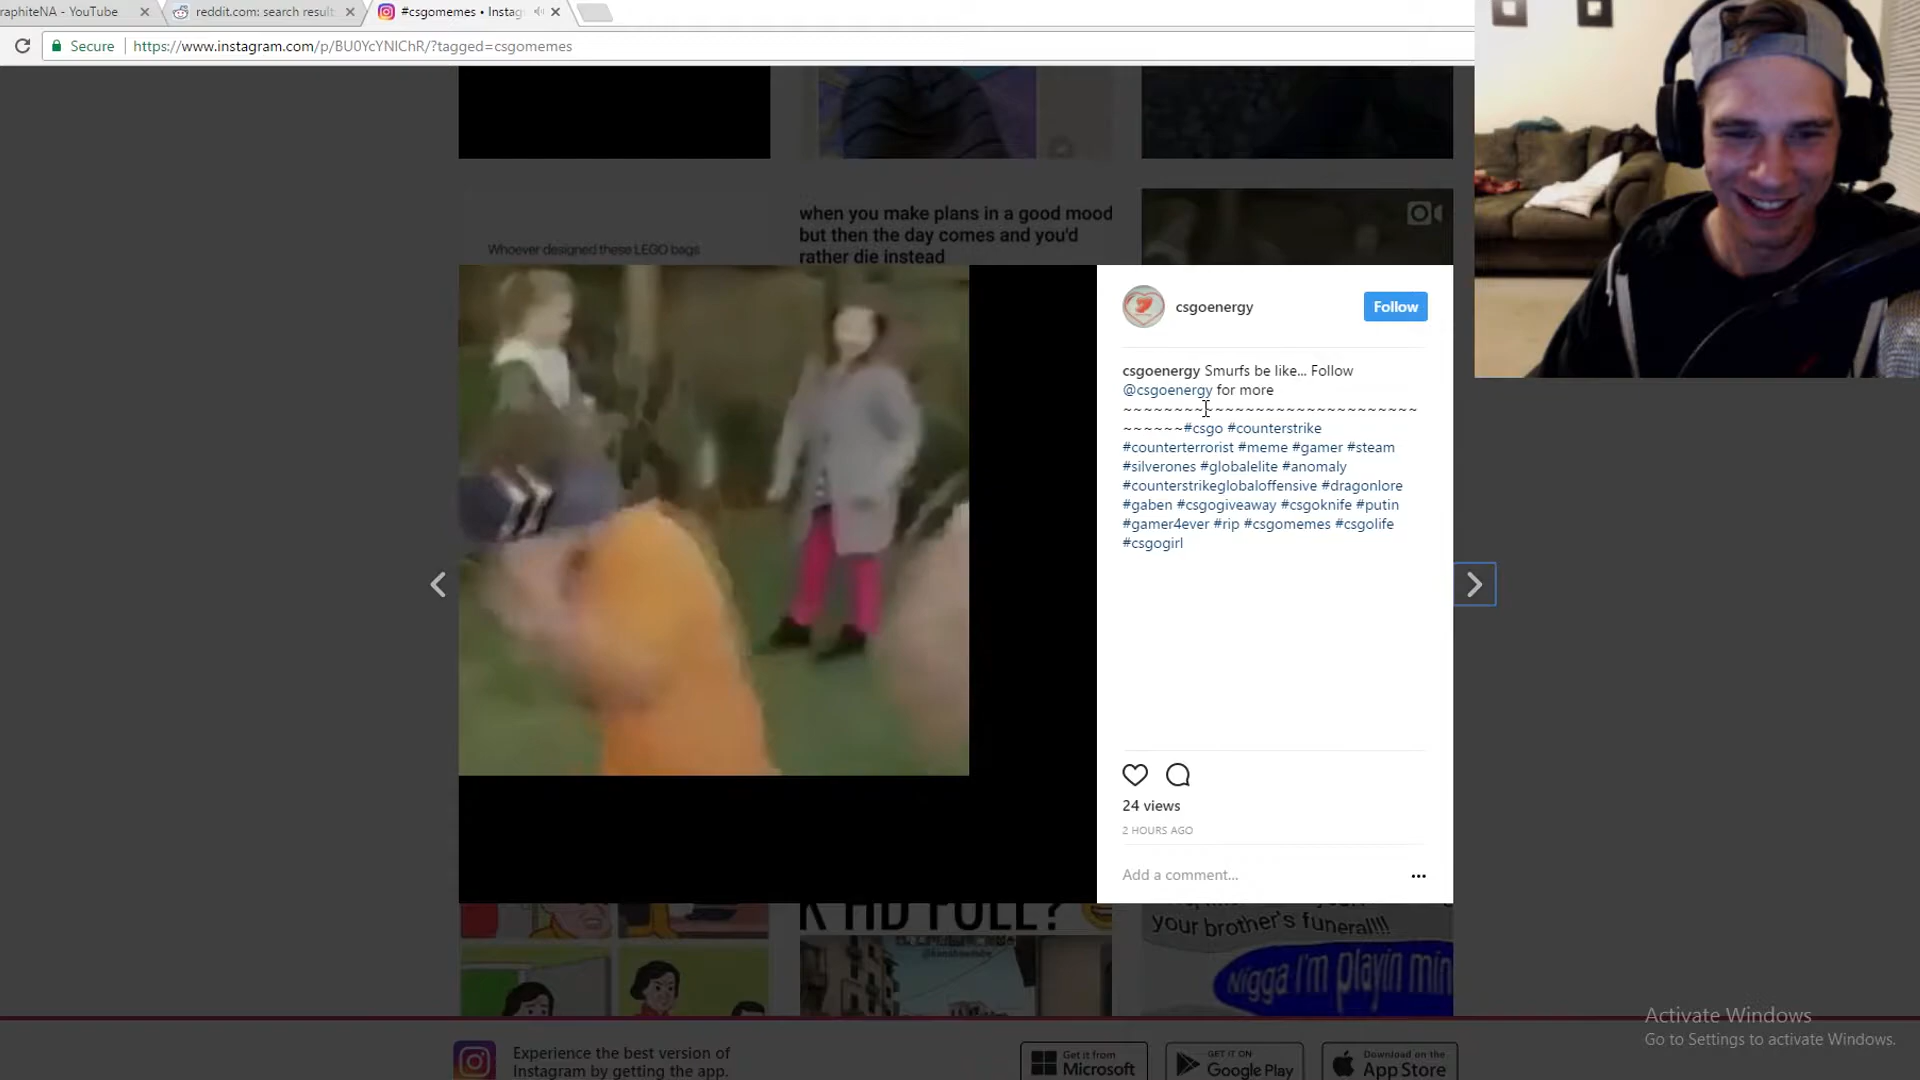 raphiteNA - YouTube
reddit.com: search result
#csgomemes • Instag
Secure
https://www.instagram.com/p/BU0YcYNlChR/?tagged=csgomemes
Whoever designed these LEGO bags
when you make plans in a good mood
but then the day comes and you'd
rather die instead
csgoenergy
Follow
csgoenergy Smurfs be like... Follow
@csgoenergy for more
~~~~~~~~~~~~~~~~~~~~~~~~~~~~~
~~~~~~#csgo #counterstrike
#counterterrorist #meme #gamer #steam
#silverones #globalelite #anomaly
#counterstrikeglobaloffensive #dragonlore
#gaben #csgogiveaway #csgoknife #putin
#gamer4ever #rip #csgomemes #csgolife
#csgogirl
24 views
2 HOURS AGO
Add a comment...
HD FULL?
your brother's funeral!!!
Nigga I'm playin min
Activate Windows
Go to Settings to activate Windows.
Experience the best version of
Instagram by getting the app.
Get it from
Microsoft
GET IT ON
Google Play
Download on the
App Store